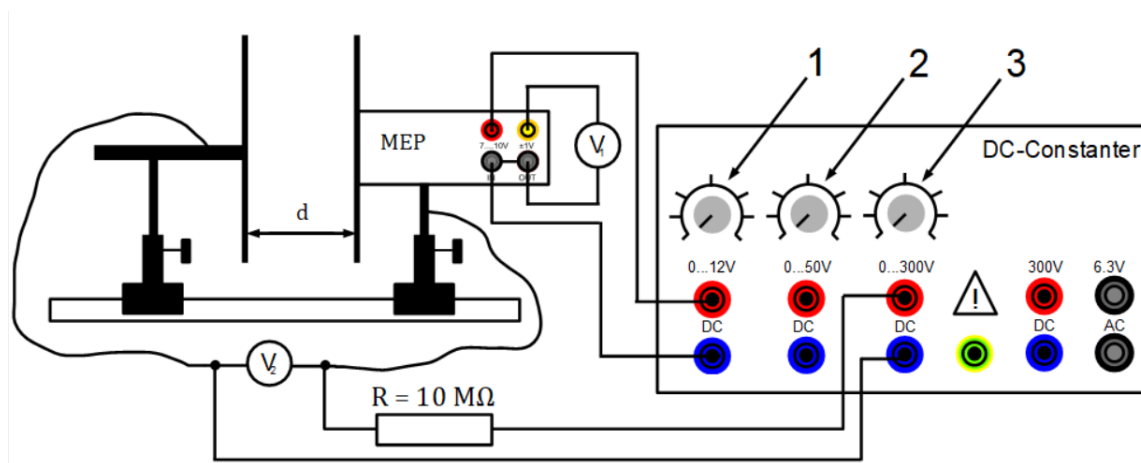 1 2 3
DC-Constanter
MEP
7....10V ±1V
IN OUT
V₁
d
0...12V 0...50V 0...300V 300V 6.3V
!
DC DC DC DC AC
V₂
R = 10 MΩ